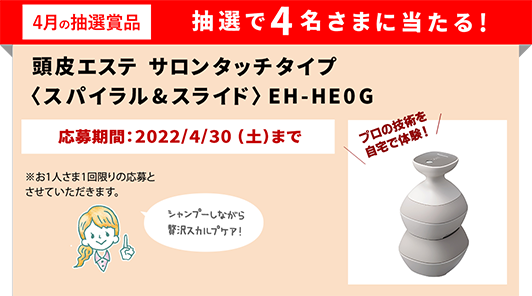 4月の抽選賞品
抽選で4名さまに当たる!
頭皮エステ サロンタッチタイプ
〈スパイラル＆スライド〉EH-HE0G
応募期間：2022/4/30（土）まで
※お1人さま1回限りの応募と
させていただきます。
シャンプーしながら
贅沢スカルプケア!
プロの技術を
自宅で体験!